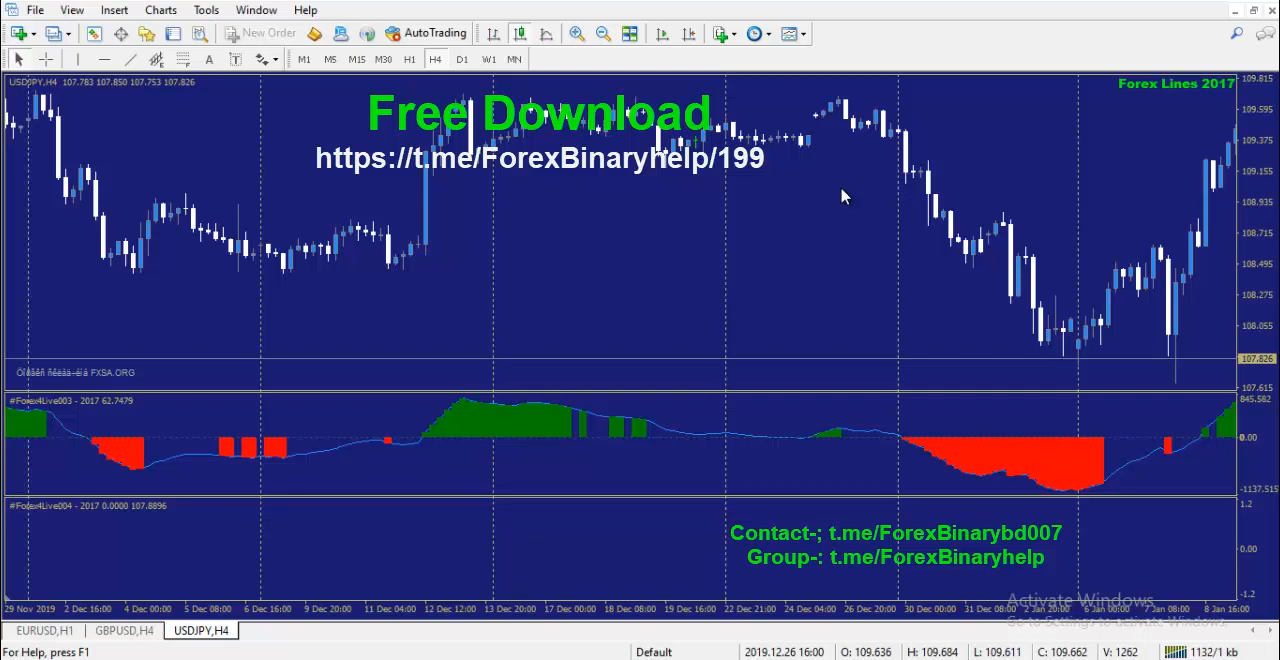 File View Insert Charts Tools Window Help
New Order AutoTrading
A T M1 M5 M15 M30 H1 H4 D1 W1 MN
USDJPY,H4 107.783 107.850 107.753 107.826
Forex Lines 2017
Free Download
https://t.me/ForexBinaryhelp/199
109.815
109.595
109.375
109.155
108.935
108.715
108.495
108.275
108.055
107.826
107.615
FXSA.ORG
#Forex4Live003 - 2017 62.7479
845.582
0.00
-1137.515
#Forex4Live004 - 2017 0.0000 107.8896
1.2
0.00
-1.2
Contact-; t.me/ForexBinarybd007
Group-: t.me/ForexBinaryhelp
29 Nov 2019 2 Dec 16:00 4 Dec 00:00 5 Dec 08:00 6 Dec 16:00 9 Dec 20:00 11 Dec 04:00 12 Dec 12:00 13 Dec 20:00 17 Dec 00:00 18 Dec 08:00 19 Dec 16:00 22 Dec 21:00 24 Dec 04:00 26 Dec 20:00 30 Dec 00:00 31 Dec 08:00 2 Jan 20:00 6 Jan 00:00 7 Jan 08:00 8 Jan 16:00
Activate Windows
Go to Settings to activate Windows.
EURUSD,H1 GBPUSD,H4 USDJPY,H4
For Help, press F1 Default 2019.12.26 16:00 O: 109.636 H: 109.684 L: 109.611 C: 109.662 V: 1262 1132/1 kb